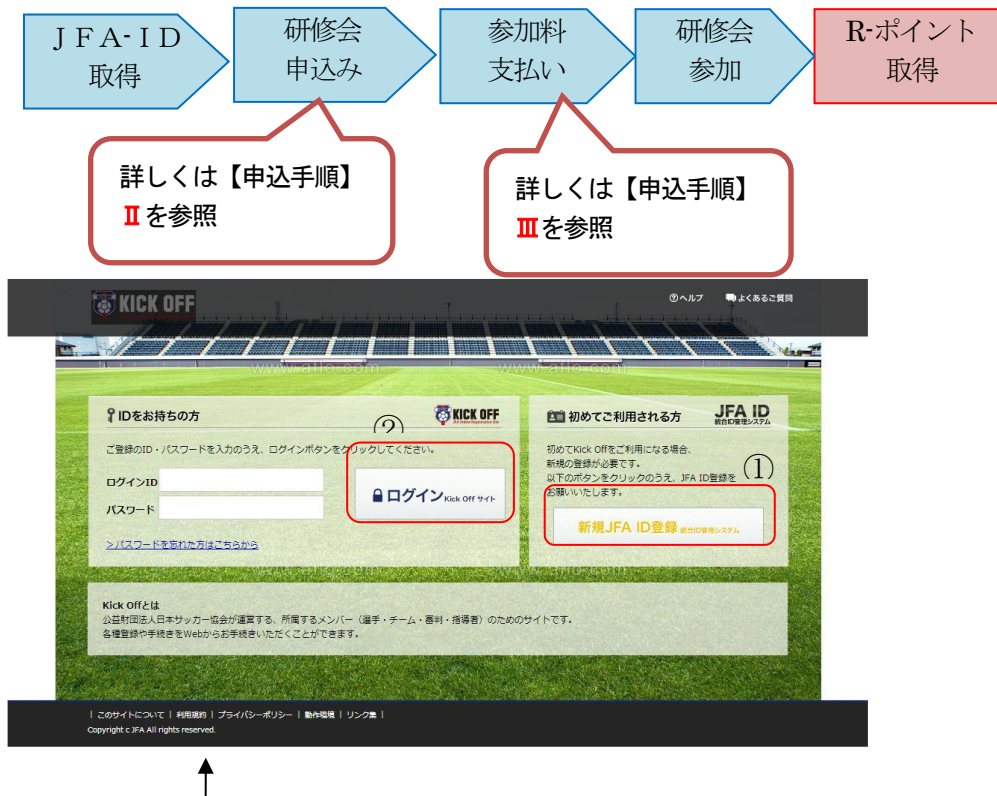 ＪＦＡ-ＩＤ
取得
研修会
申込み
参加料
支払い
研修会
参加
R-ポイント
取得
詳しくは【申込手順】
Ⅱを参照
詳しくは【申込手順】
Ⅲを参照
KICK OFF
ヘルプ
よくあるご質問
www.aflo.com
www.aflo.com
IDをお持ちの方
②
KICK OFF
ご登録のID・パスワードを入力のうえ、ログインボタンをクリックしてください。
ログインID
パスワード
ログイン Kick Off サイト
>パスワードを忘れた方はこちらから
初めてご利用される方
JFA ID
統合ID管理システム
初めてKick Offをご利用になる場合、
新規の登録が必要です。
以下のボタンをクリックのうえ、JFA ID登録を
お願いいたします。
①
新規JFA ID登録 統合ID管理システム
www.aflo.com
www.aflo.com
Kick Offとは
公益財団法人日本サッカー協会が運営する、所属するメンバー（選手・チーム・審判・指導者）のためのサイトです。
各種登録や手続きをWebからお手続きいただくことができます。
| このサイトについて | 利用規約 | プライバシーポリシー | 動作環境 | リンク集 |
Copyright c JFA All rights reserved.